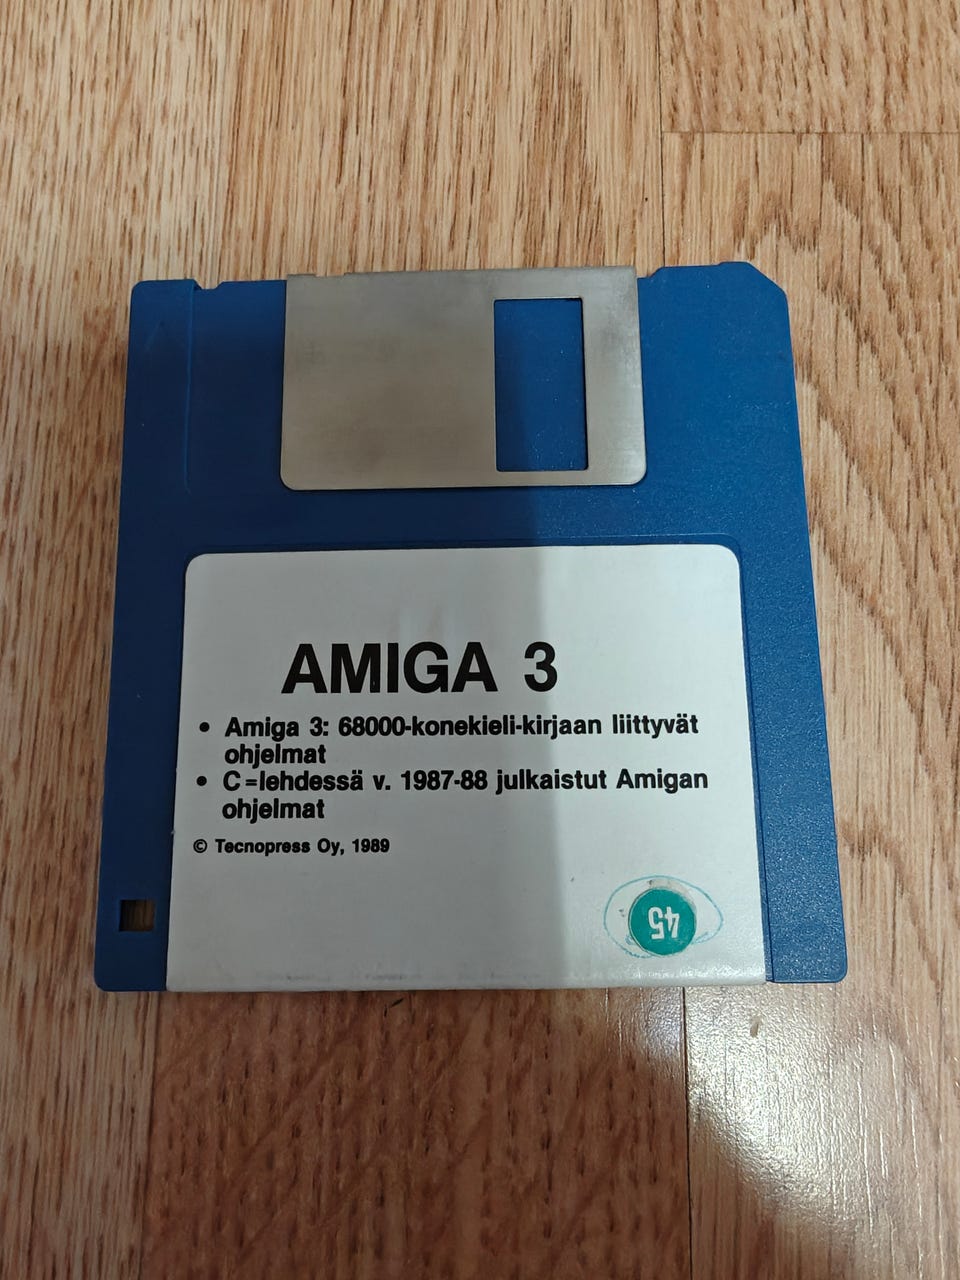 AMIGA 3
• Amiga 3: 68000-konekieli-kirjaan liittyvät
ohjelmat
• C=lehdessä v. 1987-88 julkaistut Amigan
ohjelmat
© Tecnopress Oy, 1989
45